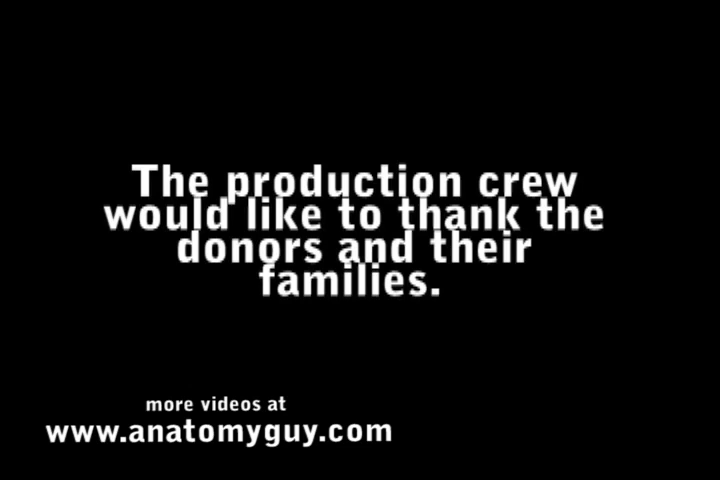 The production crew
would like to thank the
donors and their
families.
more videos at
www.anatomyguy.com